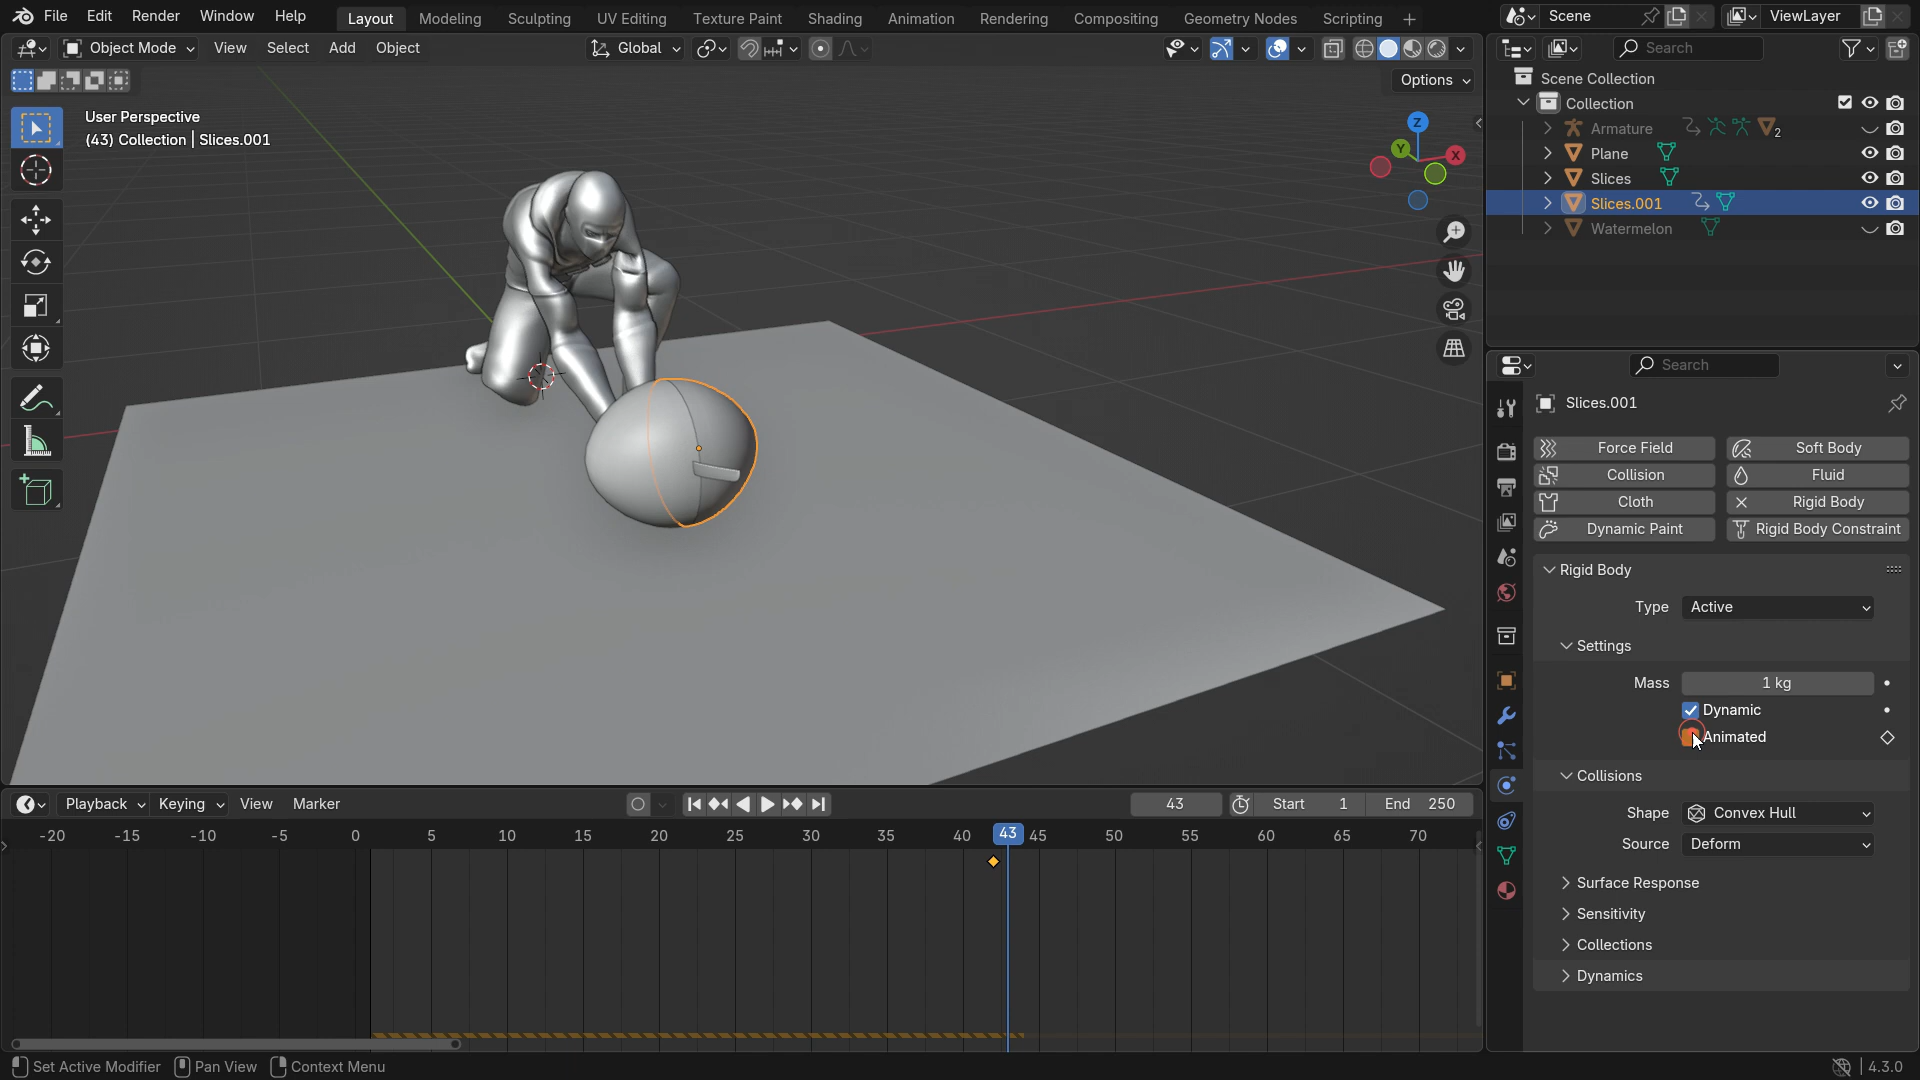 File Edit Render Window Help
Layout Modeling Sculpting UV Editing Texture Paint Shading Animation Rendering Compositing Geometry Nodes Scripting
Scene
ViewLayer
Object Mode View Select Add Object
Global
Options
User Perspective
(43) Collection | Slices.001
Z
Y
X
Search
Scene Collection
Collection
Armature
2
Plane
Slices
Slices.001
Watermelon
Search
Slices.001
Force Field
Soft Body
Collision
Fluid
Cloth
Rigid Body
Dynamic Paint
Rigid Body Constraint
Rigid Body
Type Active
Settings
Mass 1 kg
Dynamic
Animated
Collisions
Shape Convex Hull
Source Deform
Surface Response
Sensitivity
Collections
Dynamics
Playback Keying View Marker
43
Start 1
End 250
-20 -15 -10 -5 0 5 10 15 20 25 30 35 40 43 45 50 55 60 65 70
Set Active Modifier Pan View Context Menu
4.3.0